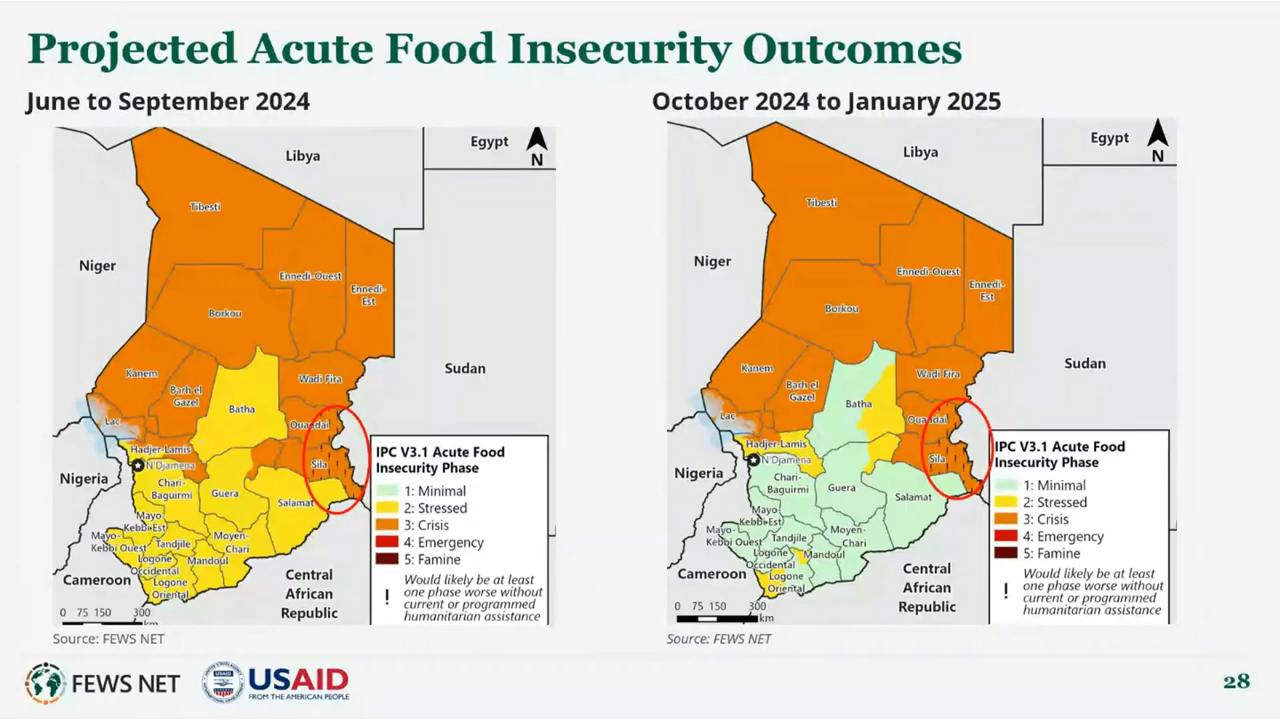 Projected Acute Food Insecurity Outcomes
June to September 2024
Libya
Egypt
N
Tibesti
Niger
Ennedi-Ouest
Ennedi-
Est
Borkou
Kanem
Barh el
Gazel
Wadi Fira
Sudan
Batha
Lac
Ouaddai
Hadjer-Lamis
N'Djamena
Sila
Nigeria
Chari-
Baguirmi
Guera
Salamat
Mayo-
Kebbi Est
Mayo-
Kebbi Ouest
Tandjile
Moyen-
Chari
Logone
Occidental
Mandoul
Logone
Oriental
Cameroon
Central
African
Republic
0 75 150 300
km
IPC V3.1 Acute Food
Insecurity Phase
1: Minimal
2: Stressed
3: Crisis
4: Emergency
5: Famine
! Would likely be at least
one phase worse without
current or programmed
humanitarian assistance
Source: FEWS NET
October 2024 to January 2025
Libya
Egypt
N
Tibesti
Niger
Ennedi-Ouest
Ennedi-
Est
Borkou
Kanem
Barh el
Gazel
Wadi Fira
Sudan
Batha
Lac
Ouaddai
Hadjer-Lamis
N'Djamena
Sila
Nigeria
Chari-
Baguirmi
Guera
Salamat
Mayo-
Kebbi Est
Mayo-
Kebbi Ouest
Tandjile
Moyen-
Chari
Logone
Occidental
Mandoul
Logone
Oriental
Cameroon
Central
African
Republic
0 75 150 300
km
IPC V3.1 Acute Food
Insecurity Phase
1: Minimal
2: Stressed
3: Crisis
4: Emergency
5: Famine
! Would likely be at least
one phase worse without
current or programmed
humanitarian assistance
Source: FEWS NET
FEWS NET
USAID
USAID
FROM THE AMERICAN PEOPLE
28